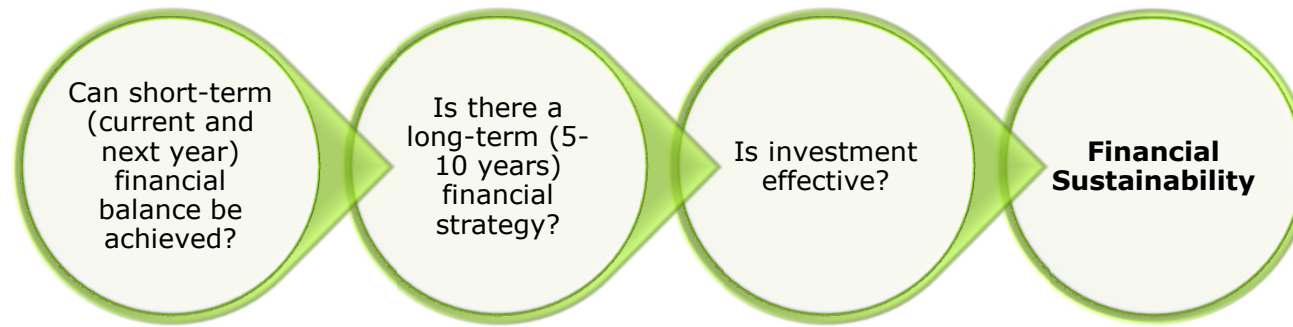 Can short-term
(current and
next year)
financial
balance be
achieved?
Is there a
long-term (5-
10 years)
financial
strategy?
Is investment
effective?
Financial
Sustainability